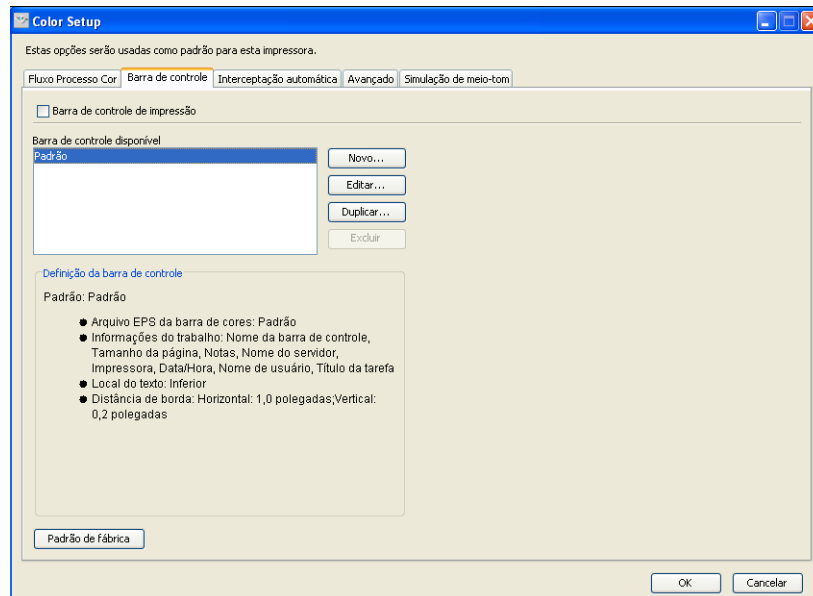 Color Setup
Estas opções serão usadas como padrão para esta impressora.
Fluxo Processo Cor Barra de controle Interceptação automática Avançado Simulação de meio-tom
Barra de controle de impressão
Barra de controle disponível
Padrão
Novo...
Editar...
Duplicar...
Excluir
Definição da barra de controle
Padrão: Padrão
● Arquivo EPS da barra de cores: Padrão
● Informações do trabalho: Nome da barra de controle,
Tamanho da página, Notas, Nome do servidor,
Impressora, Data/Hora, Nome de usuário, Título da tarefa
● Local do texto: Inferior
● Distância de borda: Horizontal: 1,0 polegadas;Vertical:
0,2 polegadas
Padrão de fábrica
OK Cancelar